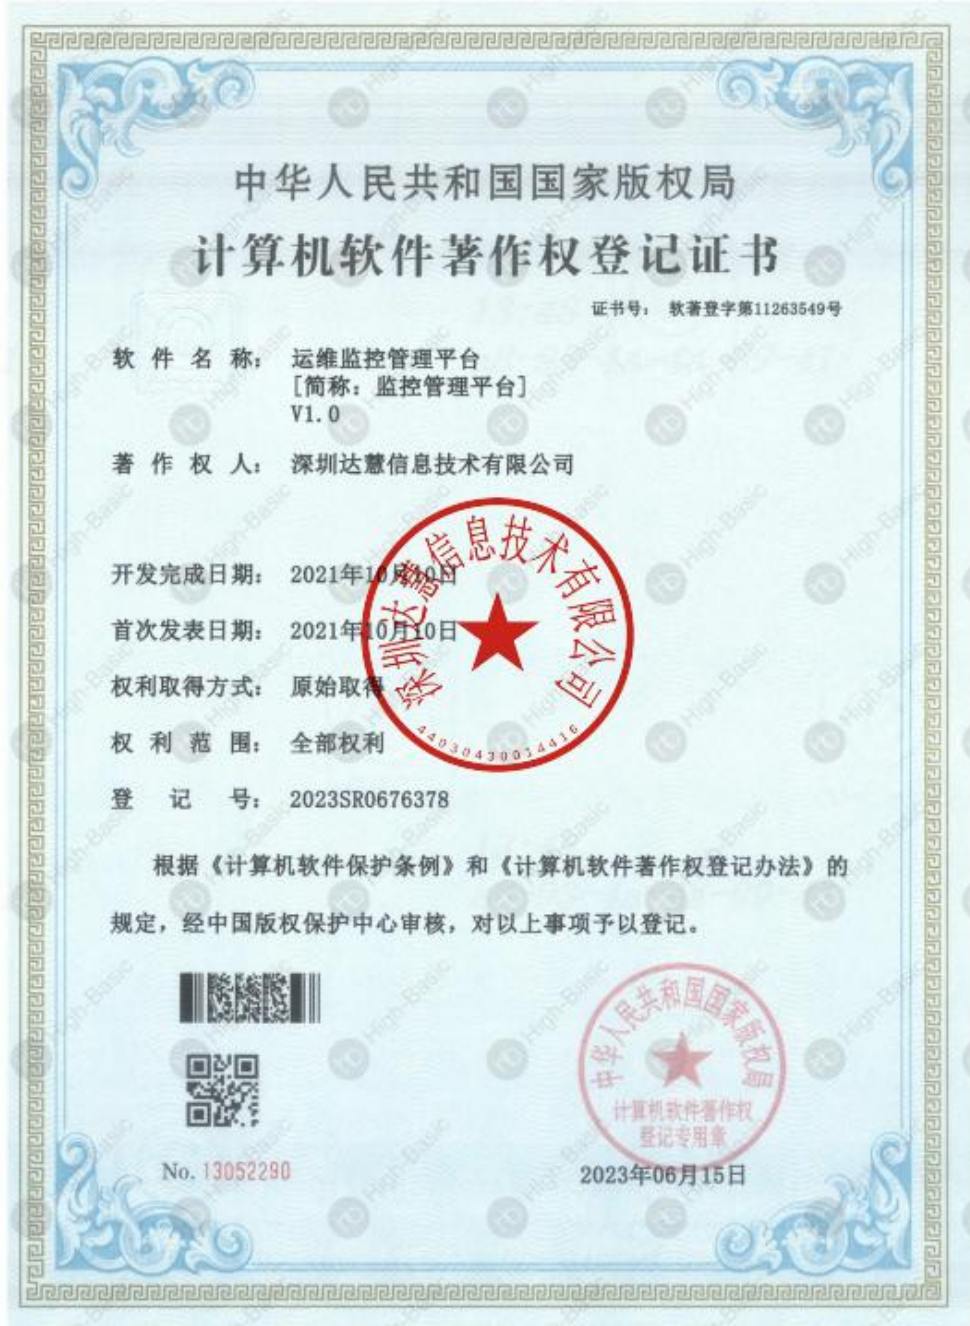 中华人民共和国国家版权局
计算机软件著作权登记证书
证书号： 软著登字第11263549号
软件名称： 运维监控管理平台
[简称：监控管理平台]
V1.0
著作权人： 深圳达慧信息技术有限公司
开发完成日期： 2021年10月10日
首次发表日期： 2021年10月10日
权利取得方式： 原始取得
权利范围： 全部权利
登记号： 2023SR0676378
根据《计算机软件保护条例》和《计算机软件著作权登记办法》的
规定，经中国版权保护中心审核，对以上事项予以登记。
深圳达慧信息技术有限公司
44030430014416
中华人民共和国国家版权局
计算机软件著作权
登记专用章
No. 13052290
2023年06月15日
High-Basic